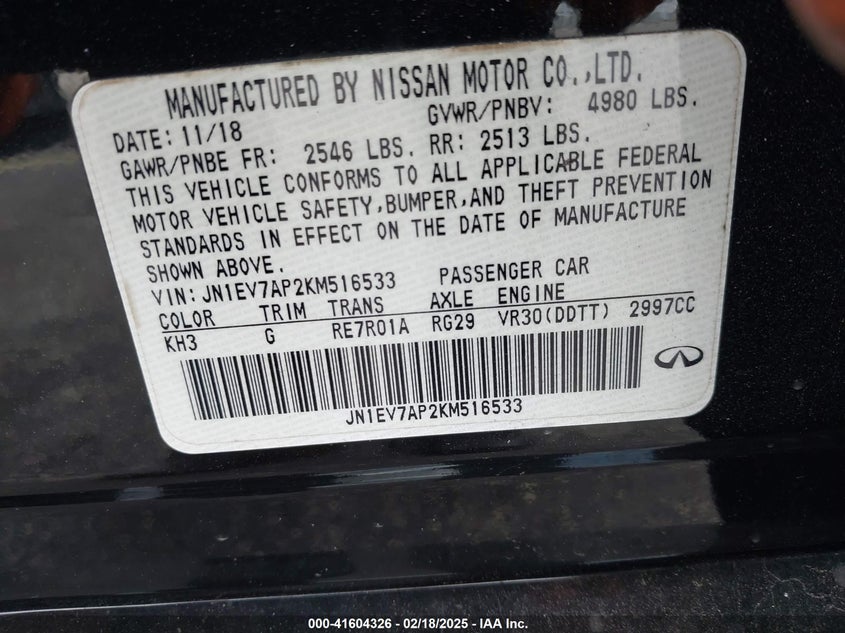 MANUFACTURED BY NISSAN MOTOR CO.,LTD.
DATE: 11/18 GVWR/PNBV: 4980 LBS.
GAWR/PNBE FR: 2546 LBS. RR: 2513 LBS.
THIS VEHICLE CONFORMS TO ALL APPLICABLE FEDERAL
MOTOR VEHICLE SAFETY,BUMPER,AND THEFT PREVENTION
STANDARDS IN EFFECT ON THE DATE OF MANUFACTURE
SHOWN ABOVE.
VIN: JN1EV7AP2KM516533 PASSENGER CAR
COLOR TRIM TRANS AXLE ENGINE
KH3 G RE7R01A RG29 VR30(DDTT) 2997CC
JN1EV7AP2KM516533
000-41604326 - 02/18/2025 - IAA Inc.